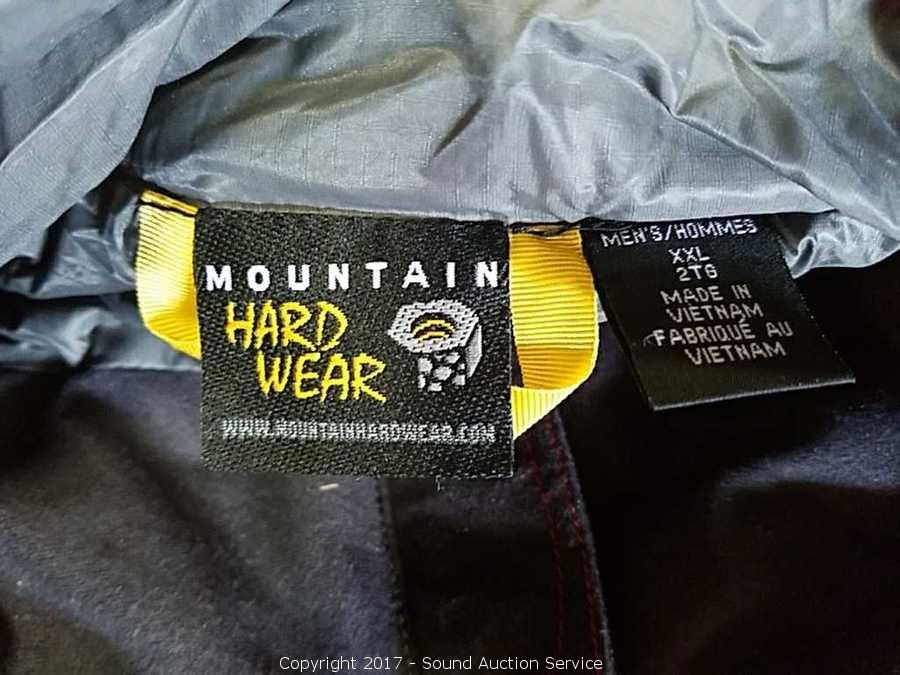 MOUNTAIN
HARD
WEAR
WWW.MOUNTAINHARDWEAR.COM
MEN'S/HOMMES
XXL
2TG
MADE IN
VIETNAM
FABRIQUÉ AU
VIETNAM
Copyright 2017 - Sound Auction Service